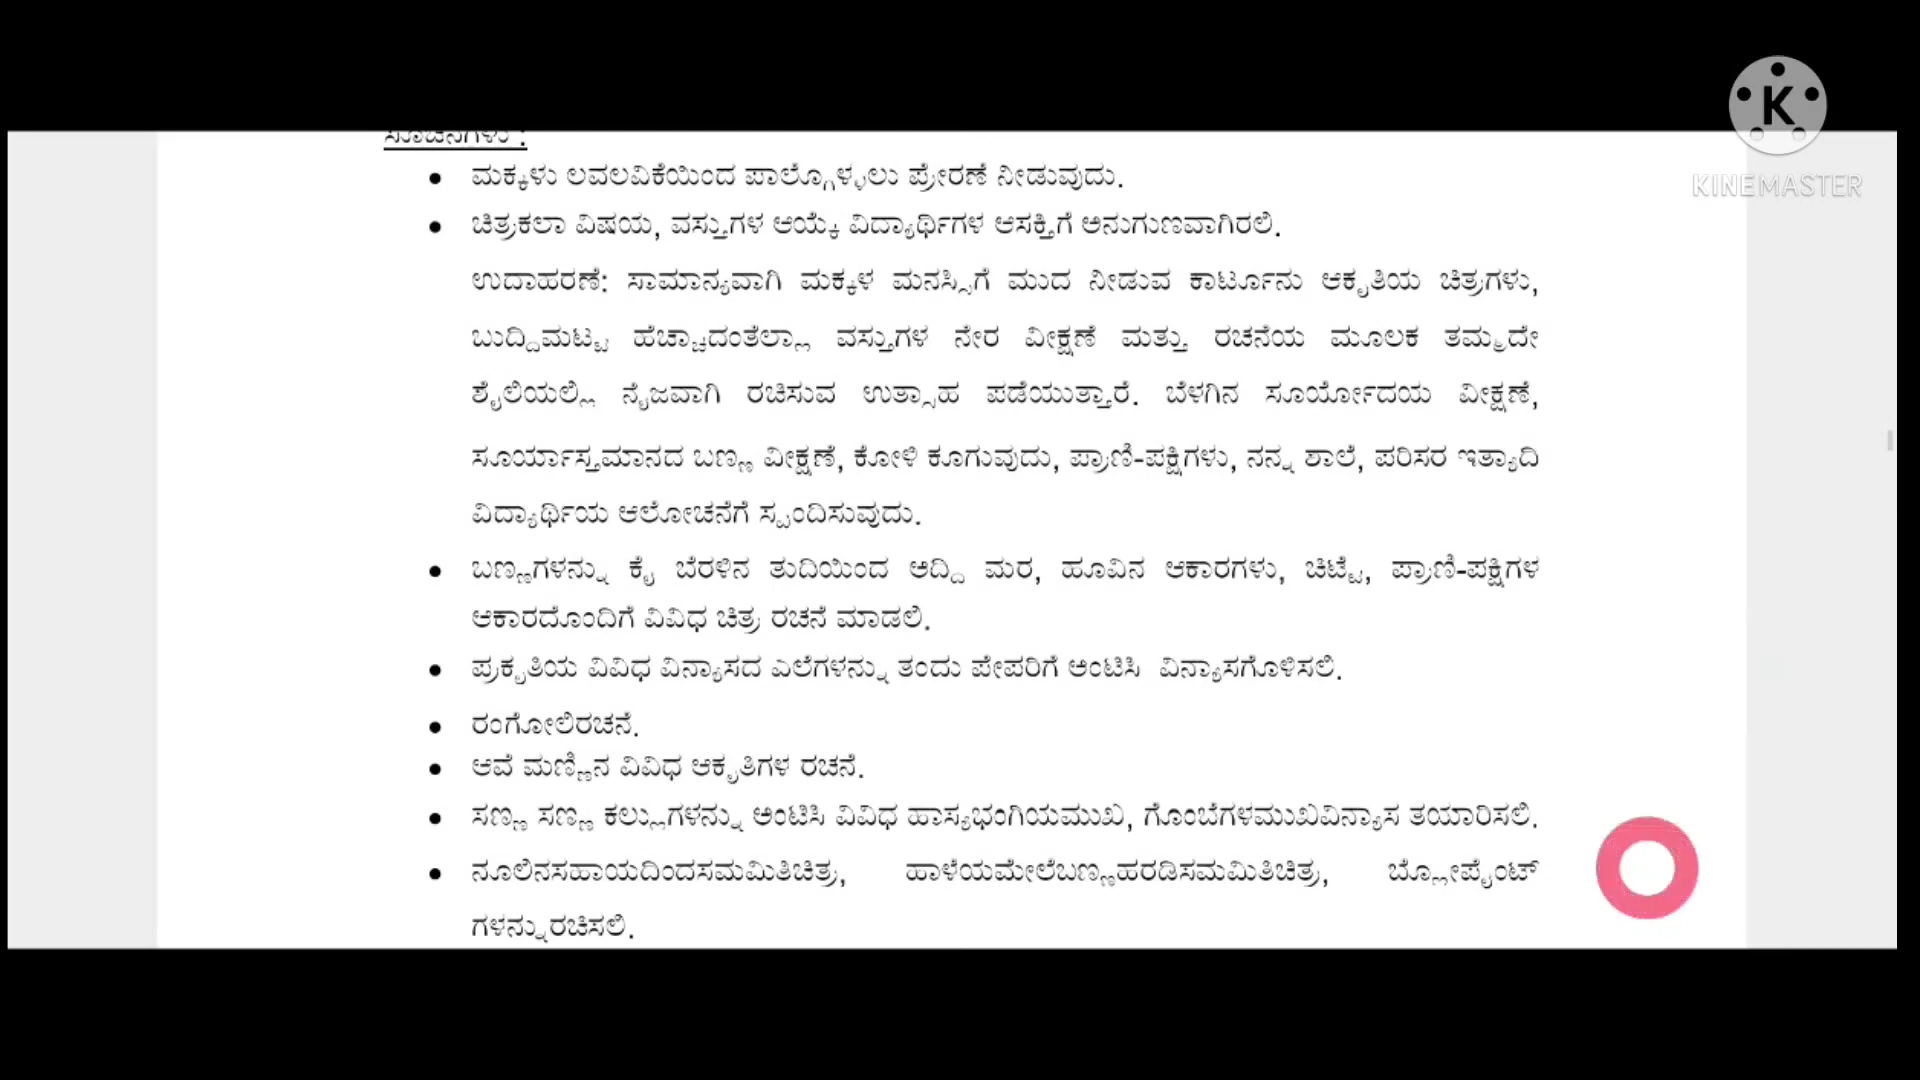 ಸೂಚನೆಗಳು :
• ಮಕ್ಕಳು ಲವಲವಿಕೆಯಿಂದ ಪಾಲ್ಗೊಳ್ಳಲು ಪ್ರೇರಣೆ ನೀಡುವುದು.
• ಚಿತ್ರಕಲಾ ವಿಷಯ, ವಸ್ತುಗಳ ಆಯ್ಕೆ ವಿದ್ಯಾರ್ಥಿಗಳ ಆಸಕ್ತಿಗೆ ಅನುಗುಣವಾಗಿರಲಿ.
ಉದಾಹರಣೆ: ಸಾಮಾನ್ಯವಾಗಿ ಮಕ್ಕಳ ಮನಸ್ಸಿಗೆ ಮುದ ನೀಡುವ ಕಾರ್ಟೂನು ಆಕೃತಿಯ ಚಿತ್ರಗಳು,
ಬುದ್ದಿಮಟ್ಟ ಹೆಚ್ಚಾದಂತೆಲ್ಲಾ ವಸ್ತುಗಳ ನೇರ ವೀಕ್ಷಣೆ ಮತ್ತು ರಚನೆಯ ಮೂಲಕ ತಮ್ಮದೇ
ಶೈಲಿಯಲ್ಲಿ ನೈಜವಾಗಿ ರಚಿಸುವ ಉತ್ಸಾಹ ಪಡೆಯುತ್ತಾರೆ. ಬೆಳಗಿನ ಸೂರ್ಯೋದಯ ವೀಕ್ಷಣೆ,
ಸೂರ್ಯಾಸ್ತಮಾನದ ಬಣ್ಣ ವೀಕ್ಷಣೆ, ಕೋಳಿ ಕೂಗುವುದು, ಪ್ರಾಣಿ-ಪಕ್ಷಿಗಳು, ನನ್ನ ಶಾಲೆ, ಪರಿಸರ ಇತ್ಯಾದಿ
ವಿದ್ಯಾರ್ಥಿಯ ಆಲೋಚನೆಗೆ ಸ್ಪಂದಿಸುವುದು.
• ಬಣ್ಣಗಳನ್ನು ಕೈ ಬೆರಳಿನ ತುದಿಯಿಂದ ಅದ್ದಿ ಮರ, ಹೂವಿನ ಆಕಾರಗಳು, ಚಿಟ್ಟೆ, ಪ್ರಾಣಿ-ಪಕ್ಷಿಗಳ
ಆಕಾರದೊಂದಿಗೆ ವಿವಿಧ ಚಿತ್ರ ರಚನೆ ಮಾಡಲಿ.
• ಪ್ರಕೃತಿಯ ವಿವಿಧ ವಿನ್ಯಾಸದ ಎಲೆಗಳನ್ನು ತಂದು ಪೇಪರಿಗೆ ಅಂಟಿಸಿ ವಿನ್ಯಾಸಗೊಳಿಸಲಿ.
• ರಂಗೋಲಿರಚನೆ.
• ಆವೆ ಮಣ್ಣಿನ ವಿವಿಧ ಆಕೃತಿಗಳ ರಚನೆ.
• ಸಣ್ಣ ಸಣ್ಣ ಕಲ್ಲುಗಳನ್ನು ಅಂಟಿಸಿ ವಿವಿಧ ಹಾಸ್ಯಭಂಗಿಯಮುಖ, ಗೊಂಬೆಗಳಮುಖವಿನ್ಯಾಸ ತಯಾರಿಸಲಿ.
• ನೂಲಿನಸಹಾಯದಿಂದಸಮಮಿತಿಚಿತ್ರ, ಹಾಳೆಯಮೇಲೆಬಣ್ಣಹರಡಿಸಮಮಿತಿಚಿತ್ರ, ಬ್ಲೋಪೈಂಟ್
ಗಳನ್ನುರಚಿಸಲಿ.
K
KINEMASTER